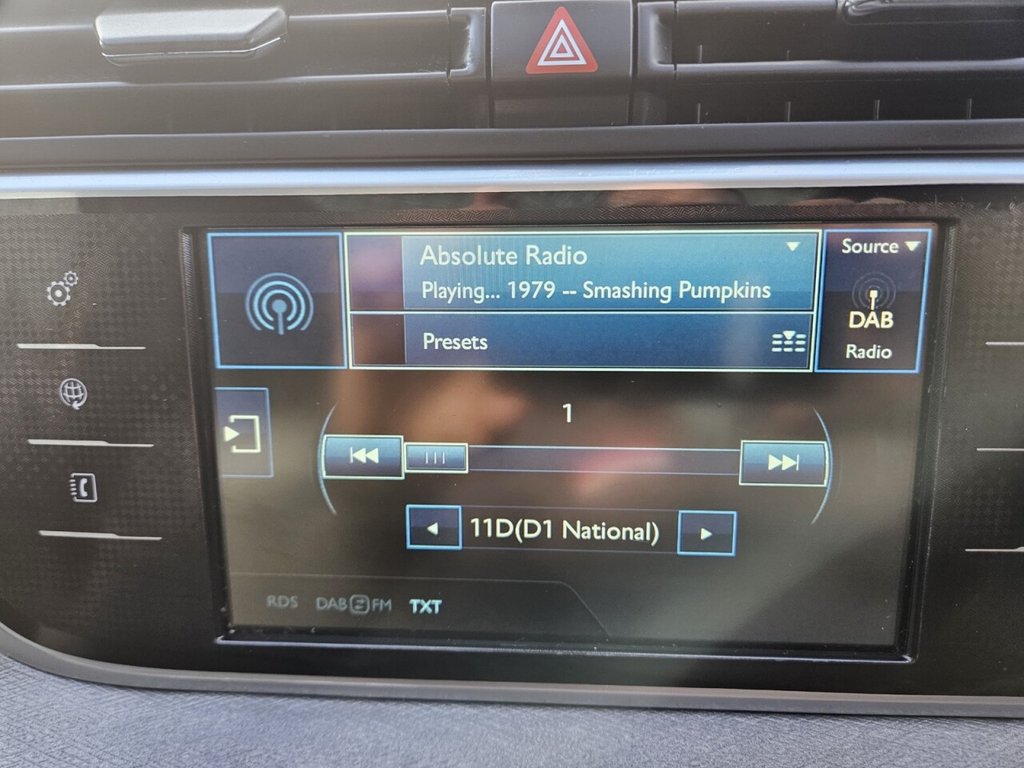 Absolute Radio
Playing... 1979 -- Smashing Pumpkins
Presets
Source
DAB
Radio
1
11D(D1 National)
RDS DAB FM TXT